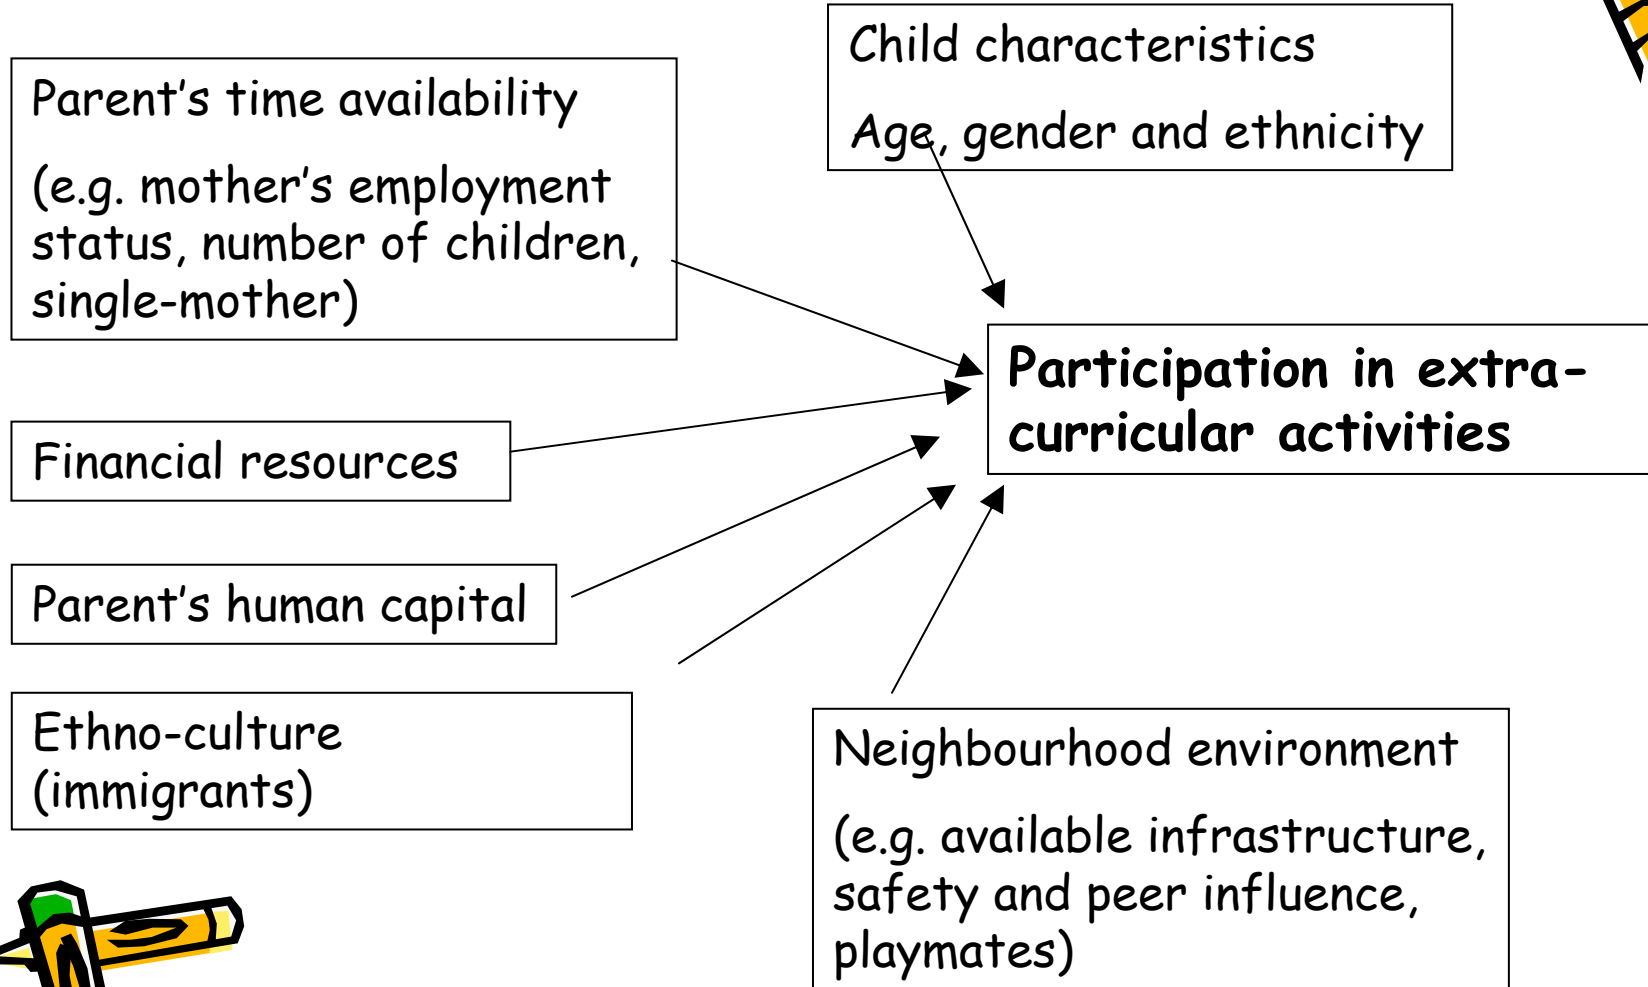 Child characteristics
Age, gender and ethnicity
Parent's time availability
(e.g. mother's employment
status, number of children,
single-mother)
Participation in extra-
curricular activities
Financial resources
Parent's human capital
Ethno-culture
(immigrants)
Neighbourhood environment
(e.g. available infrastructure,
safety and peer influence,
playmates)